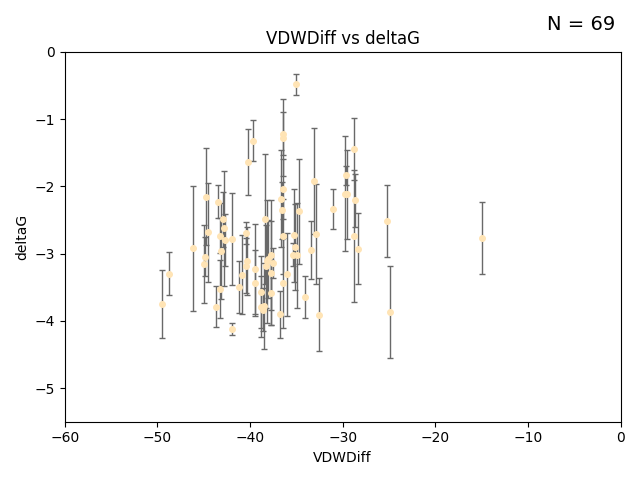 N = 69
VDWDiff vs deltaG
0
−1
−2
−3
−4
−5
deltaG
−60 −50 −40 −30 −20 −10 0
VDWDiff